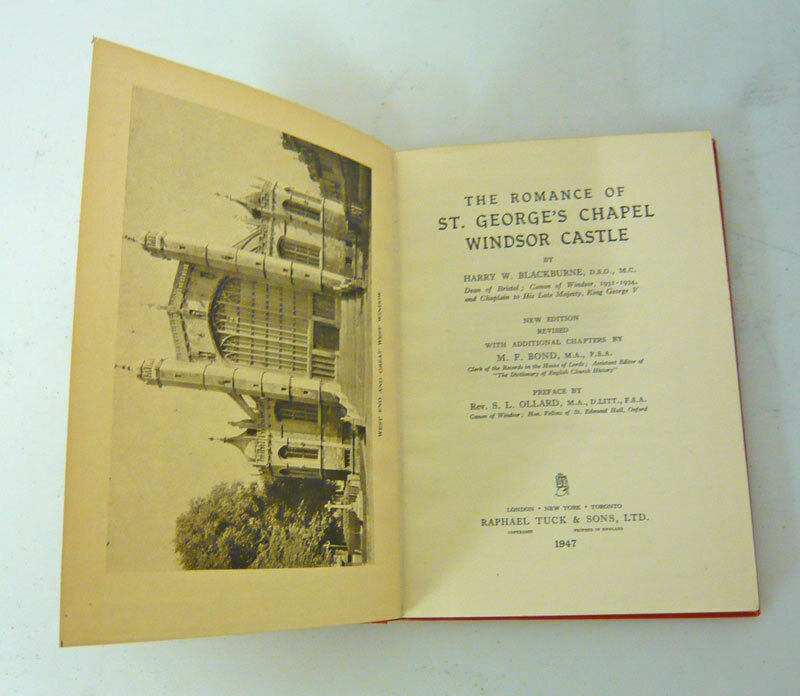 WEST END AND GREAT WEST WINDOW
THE ROMANCE OF
ST. GEORGE'S CHAPEL
WINDSOR CASTLE
BY
HARRY W. BLACKBURNE, D.S.O., M.C.
Dean of Bristol; Canon of Windsor, 1931-1934,
and Chaplain to His Late Majesty, King George V
NEW EDITION
REVISED
WITH ADDITIONAL CHAPTERS BY
M. F. BOND, M.A., F.S.A.
Clerk of the Records in the House of Lords; Assistant Editor of
"The Dictionary of English Church History"
PREFACE BY
Rev. S. L. OLLARD, M.A., D.LITT., F.S.A.
Canon of Windsor; Hon. Fellow of St. Edmund Hall, Oxford
LONDON · NEW YORK · TORONTO
RAPHAEL TUCK & SONS, LTD.
COPYRIGHT PRINTED IN ENGLAND
1947